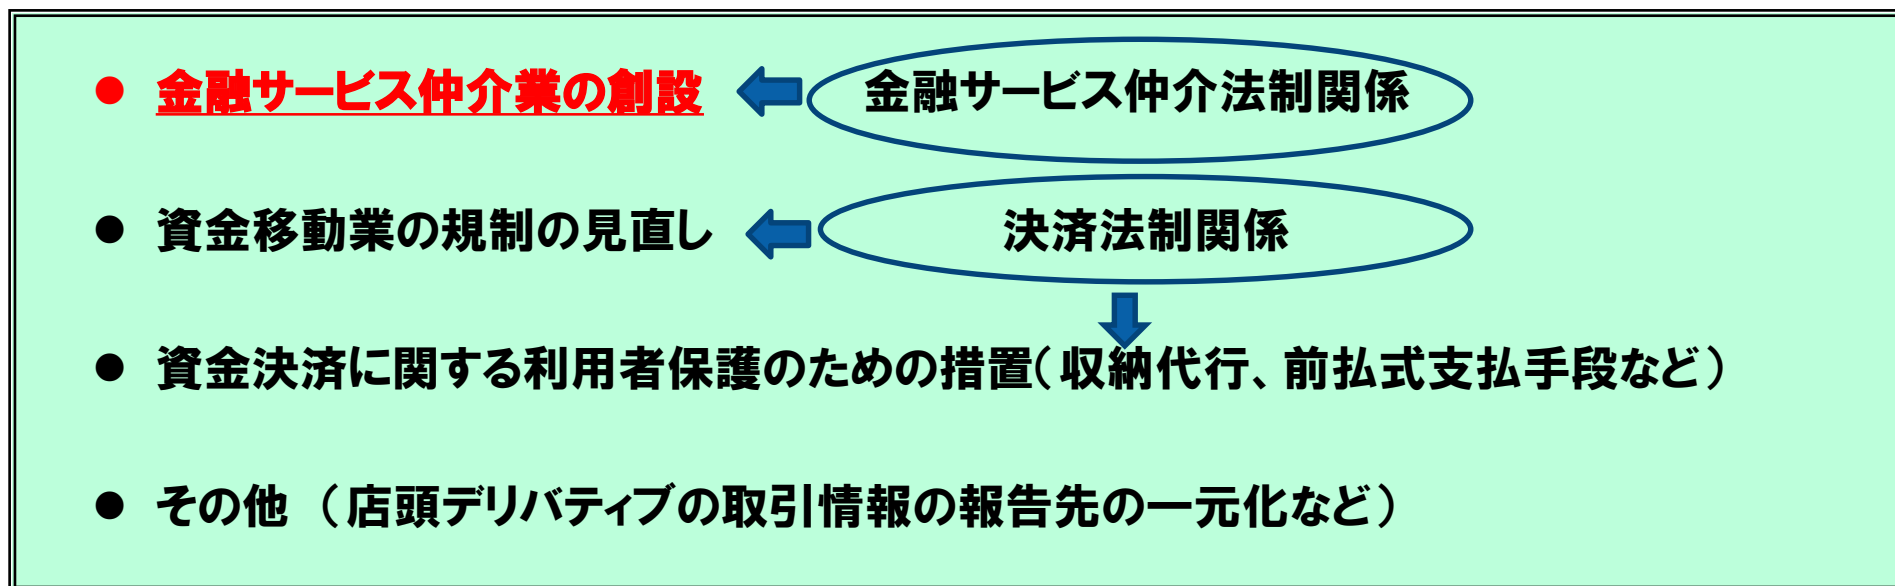 ● 金融サービス仲介業の創設 金融サービス仲介法制関係
● 資金移動業の規制の見直し 決済法制関係
● 資金決済に関する利用者保護のための措置（収納代行、前払式支払手段など）
● その他 （店頭デリバティブの取引情報の報告先の一元化など）